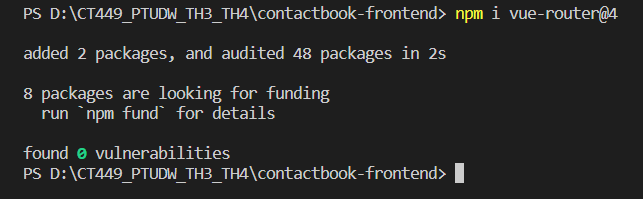 PS D:\CT449_PTUDW_TH3_TH4\contactbook-frontend> npm i vue-router@4
added 2 packages, and audited 48 packages in 2s
8 packages are looking for funding
run `npm fund` for details
found 0 vulnerabilities
PS D:\CT449_PTUDW_TH3_TH4\contactbook-frontend>